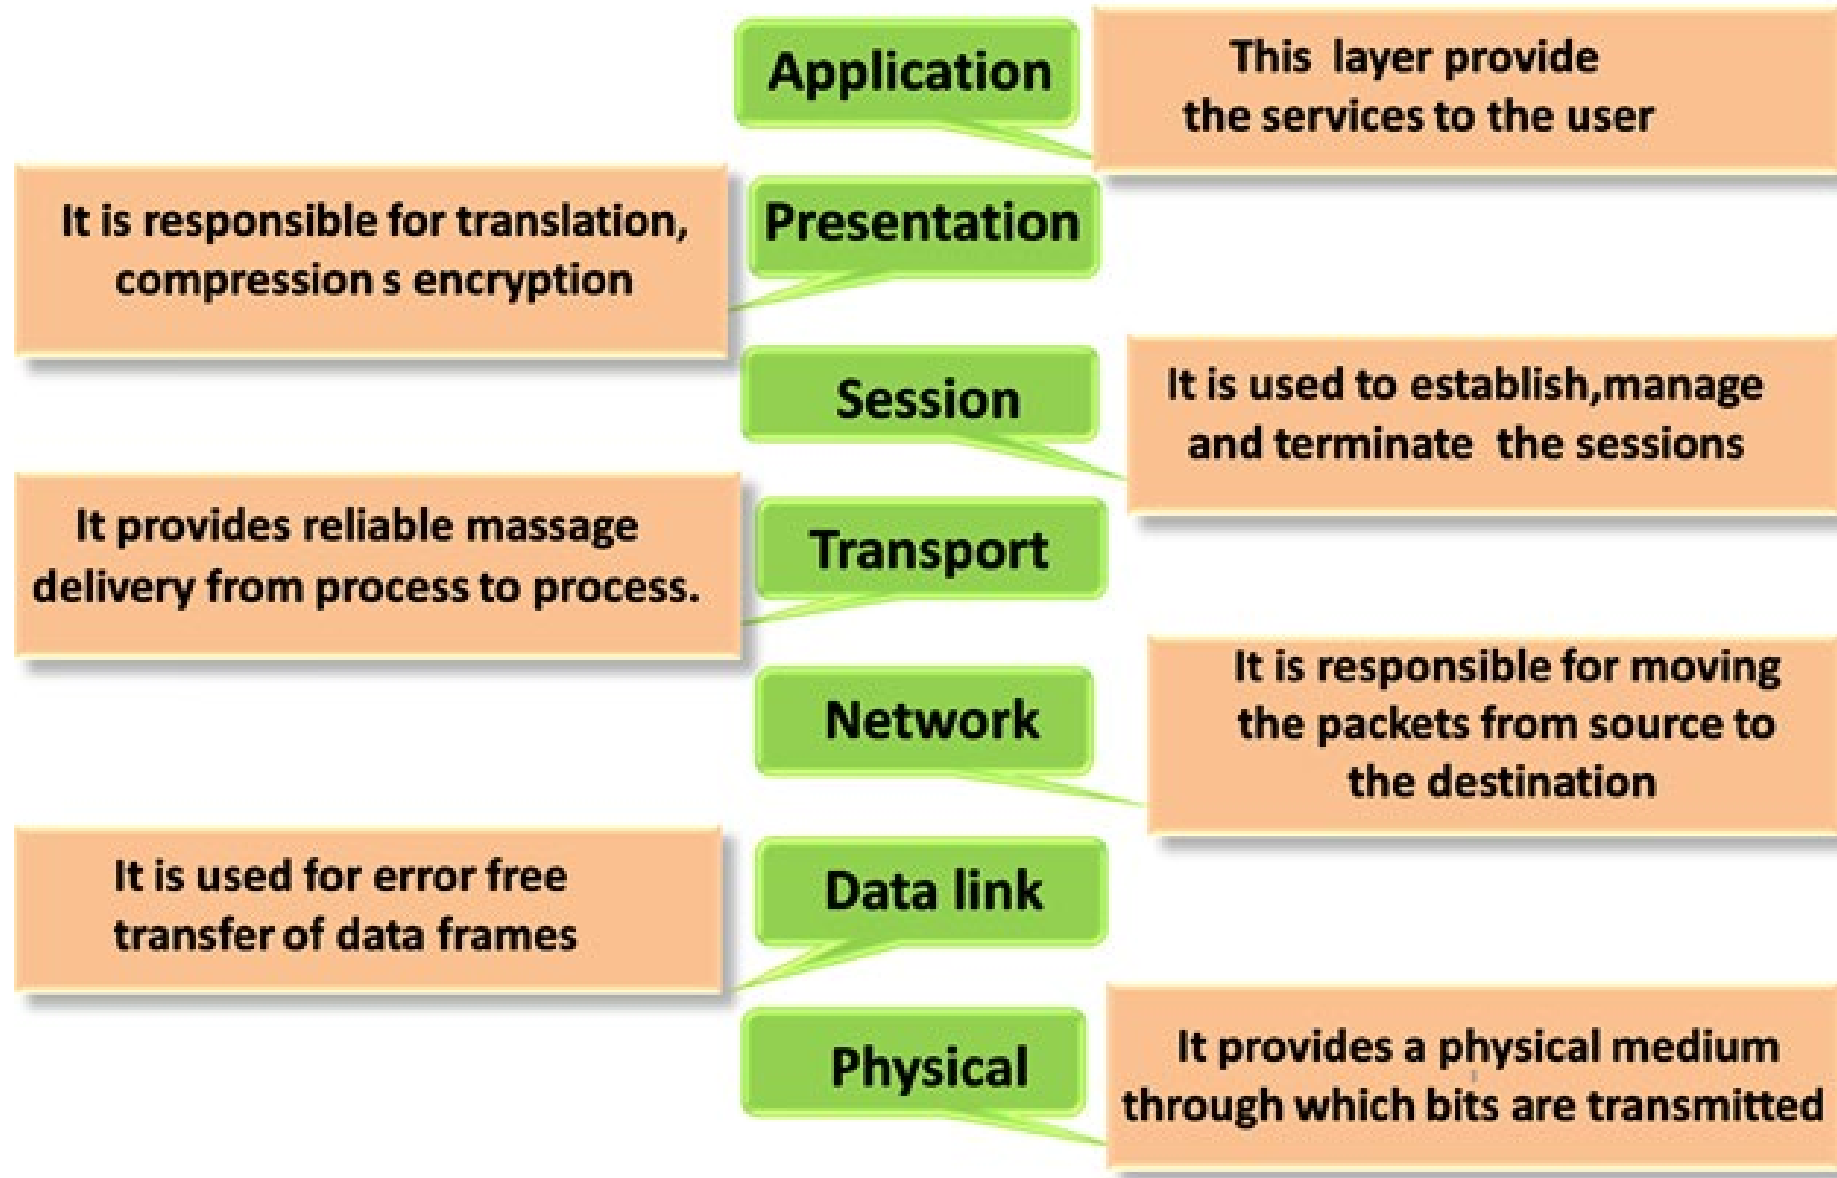 Application
This layer provide
the services to the user
Presentation
It is responsible for translation,
compression s encryption
Session
It is used to establish,manage
and terminate the sessions
Transport
It provides reliable massage
delivery from process to process.
Network
It is responsible for moving
the packets from source to
the destination
Data link
It is used for error free
transfer of data frames
Physical
It provides a physical medium
through which bits are transmitted